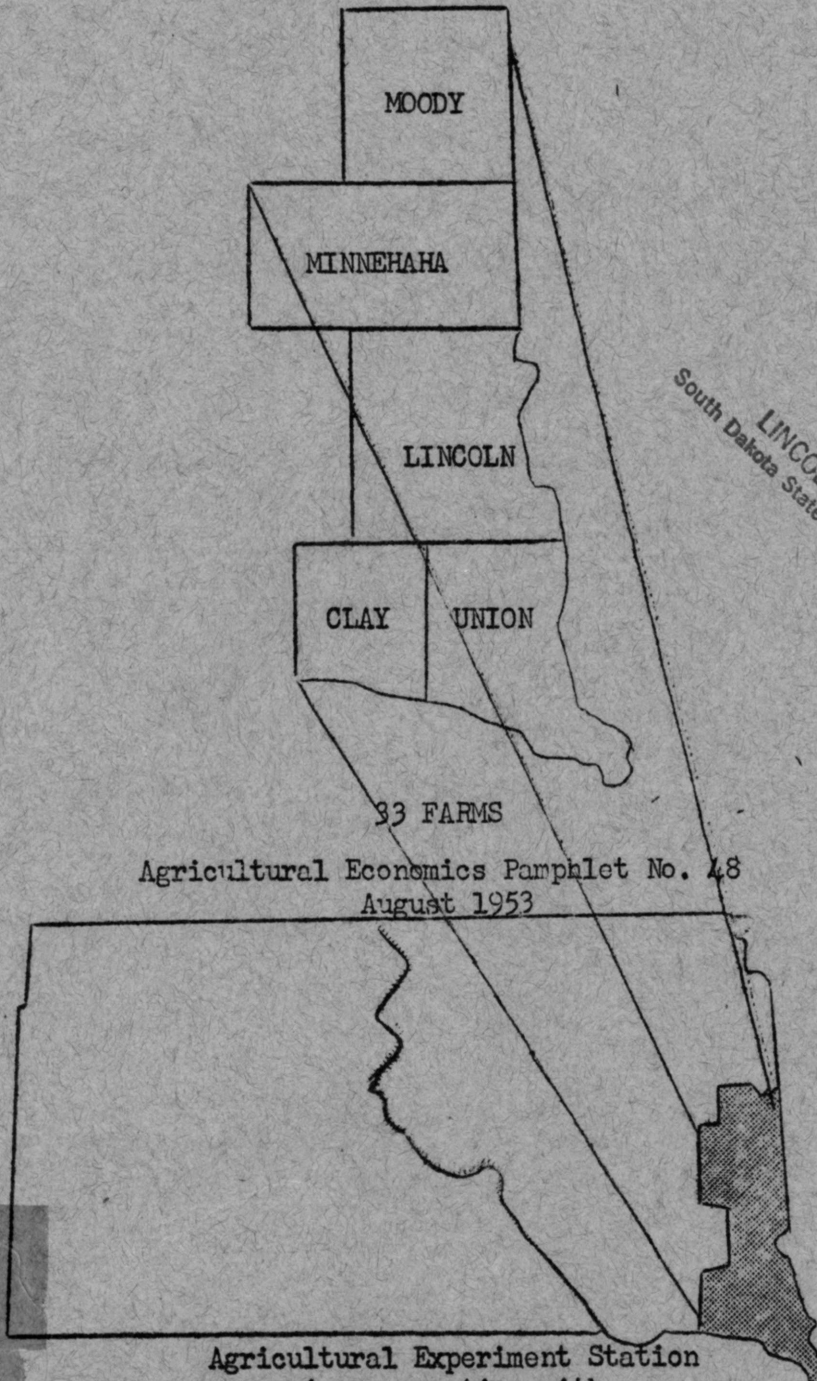 MOODY
MINNEHAHA
LINCOLN
South Dakota State
LINCOLN
CLAY
UNION
33 FARMS
Agricultural Economics Pamphlet No. 48
August 1953
Agricultural Experiment Station